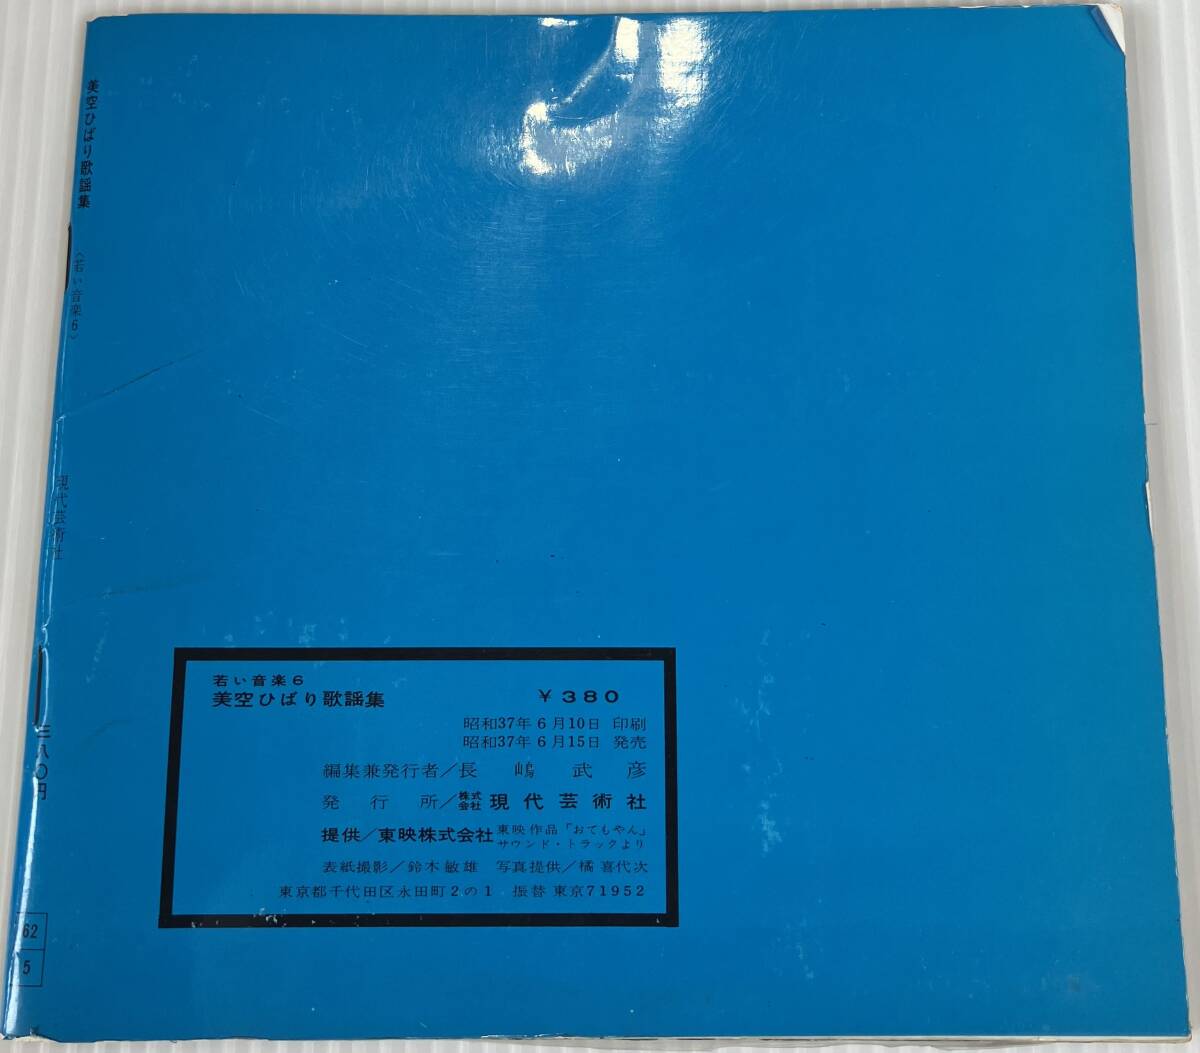 美空ひばり歌謡集
〈若い音楽6〉
現代芸術社
三八〇円
62
5
若い音楽6
美空ひばり歌謡集 ￥380
昭和37年6月10日 印刷
昭和37年6月15日 発売
編集兼発行者/長嶋武彦
発行所/株式会社 現代芸術社
提供/東映株式会社 東映作品「おてもやん」
サウンド・トラックより
表紙撮影/鈴木敏雄 写真提供/橘喜代次
東京都千代田区永田町2の1 振替 東京71952